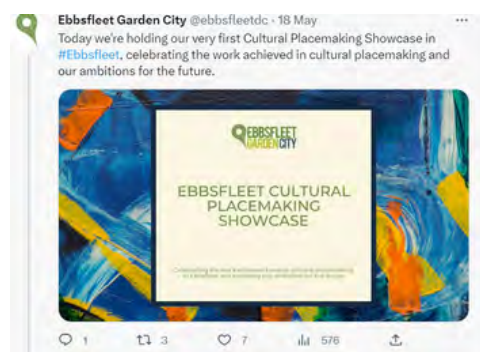 Ebbsfleet Garden City @ebbsfleetdc · 18 May
Today we're holding our very first Cultural Placemaking Showcase in
#Ebbsfleet, celebrating the work achieved in cultural placemaking and
our ambitions for the future.
EBBSFLEET
GARDEN CITY
EBBSFLEET CULTURAL
PLACEMAKING
SHOWCASE
1 3 7 576